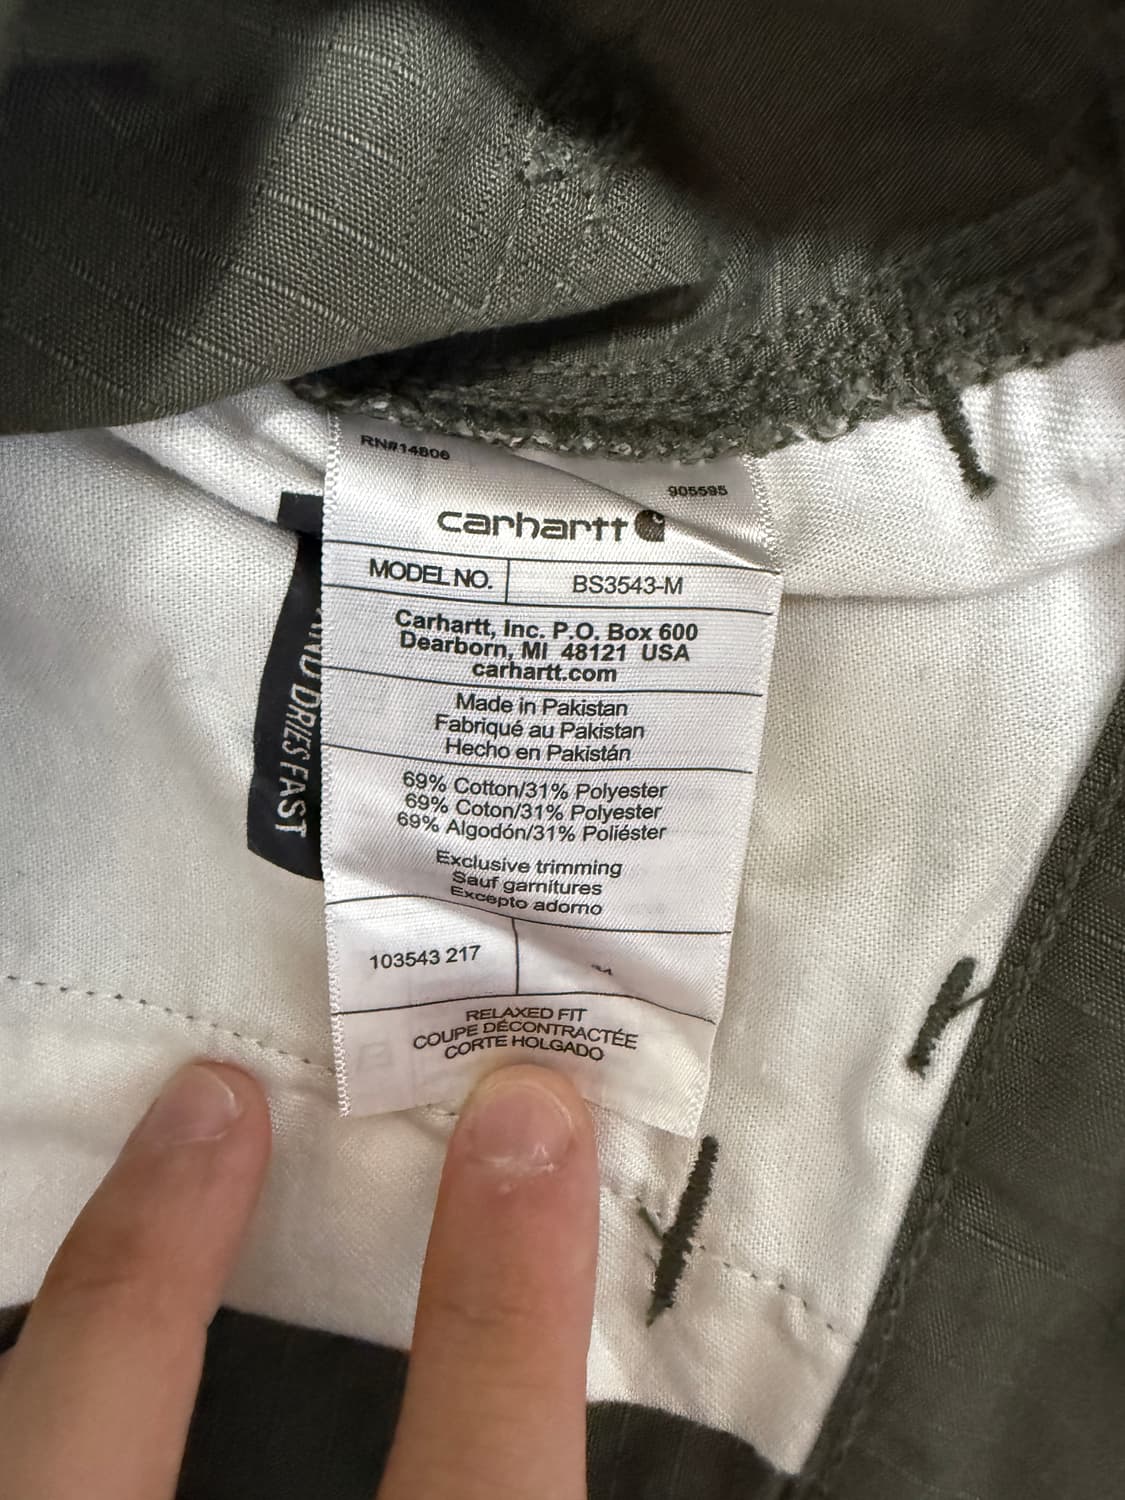 RN#14806
905595
carhartt
MODEL NO.
BS3543-M
Carhartt, Inc. P.O. Box 600
Dearborn, MI 48121 USA
carhartt.com
Made in Pakistan
Fabriqué au Pakistan
Hecho en Pakistán
69% Cotton/31% Polyester
69% Coton/31% Polyester
69% Algodón/31% Poliéster
Exclusive trimming
Sauf garnitures
Excepto adorno
103543 217
RELAXED FIT
COUPE DÉCONTRACTÉE
CORTE HOLGADO
AND DRIES FAST